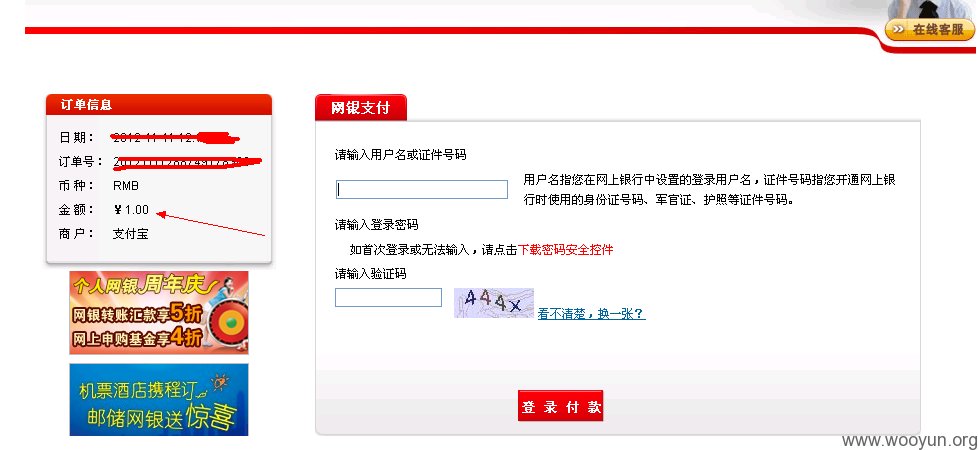 在线客服
订单信息
日期：
订单号：
币种： RMB
金额： ￥1.00
商户： 支付宝
个人网银周年庆
网银转账汇款享5折
网上申购基金享4折
机票酒店携程订
邮储网银送惊喜
网银支付
请输入用户名或证件号码
用户名指您在网上银行中设置的登录用户名，证件号码指您开通网上银
行时使用的身份证号码、军官证、护照等证件号码。
请输入登录密码
如首次登录或无法输入，请点击下载密码安全控件
请输入验证码
444x
看不清楚，换一张？
登 录 付 款
www.wooyun.org